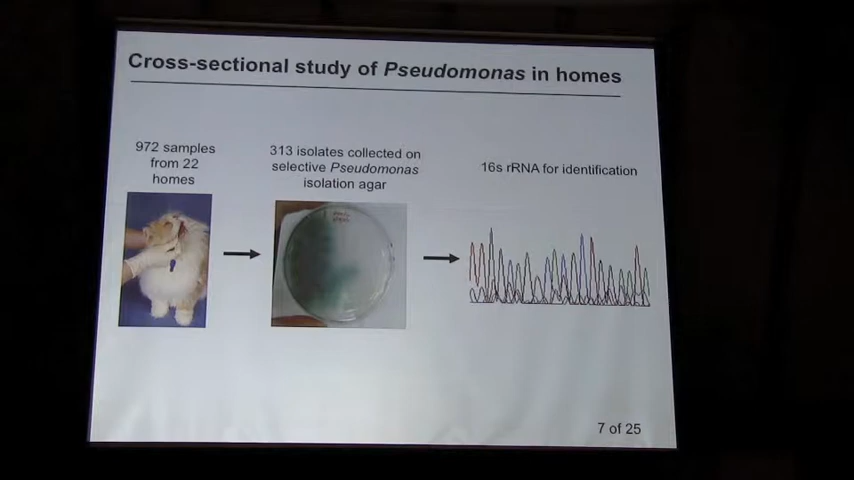 Cross-sectional study of Pseudomonas in homes
972 samples
from 22
homes
313 isolates collected on
selective Pseudomonas
isolation agar
16s rRNA for identification
7 of 25